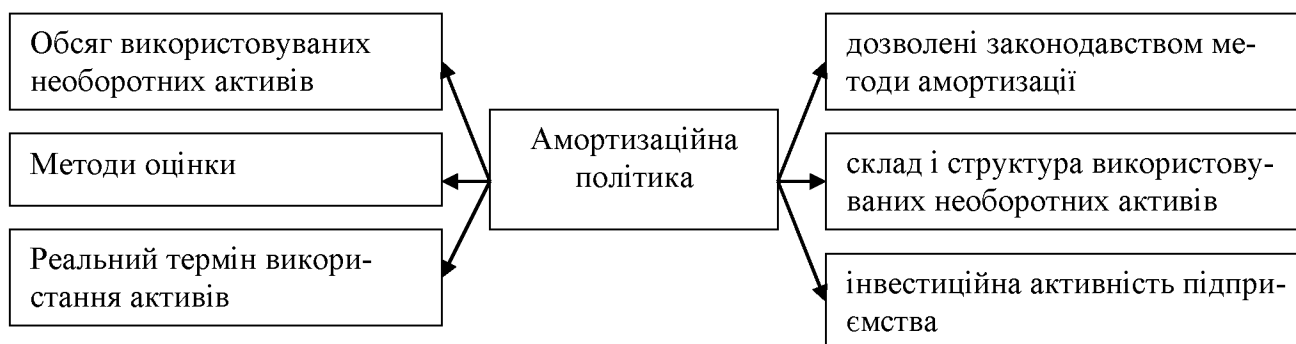 Обсяг використовуваних
необоротних активів
Методи оцінки
Реальний термін викори-
стання активів
Амортизаційна
політика
дозволені законодавством ме-
тоди амортизації
склад і структура використову-
ваних необоротних активів
інвестиційна активність підпри-
ємства